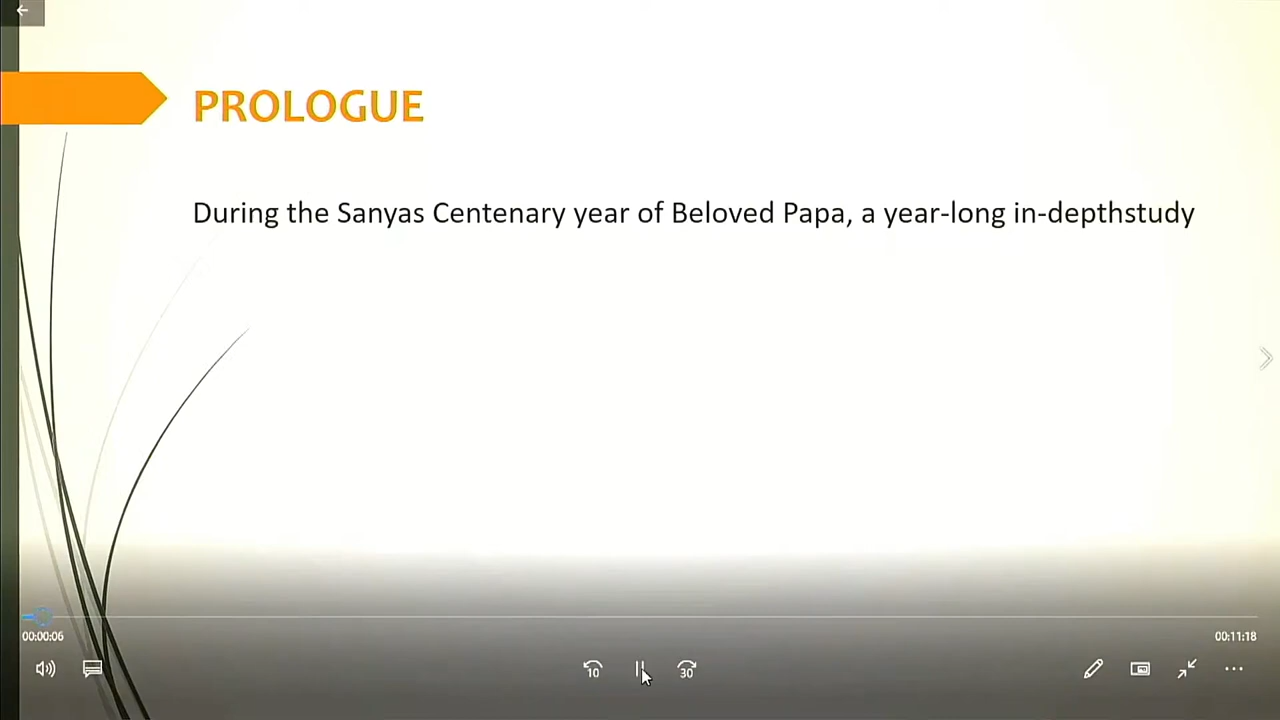 PROLOGUE
During the Sanyas Centenary year of Beloved Papa, a year-long in-depthstudy
00:00:06
00:11:18
10
30